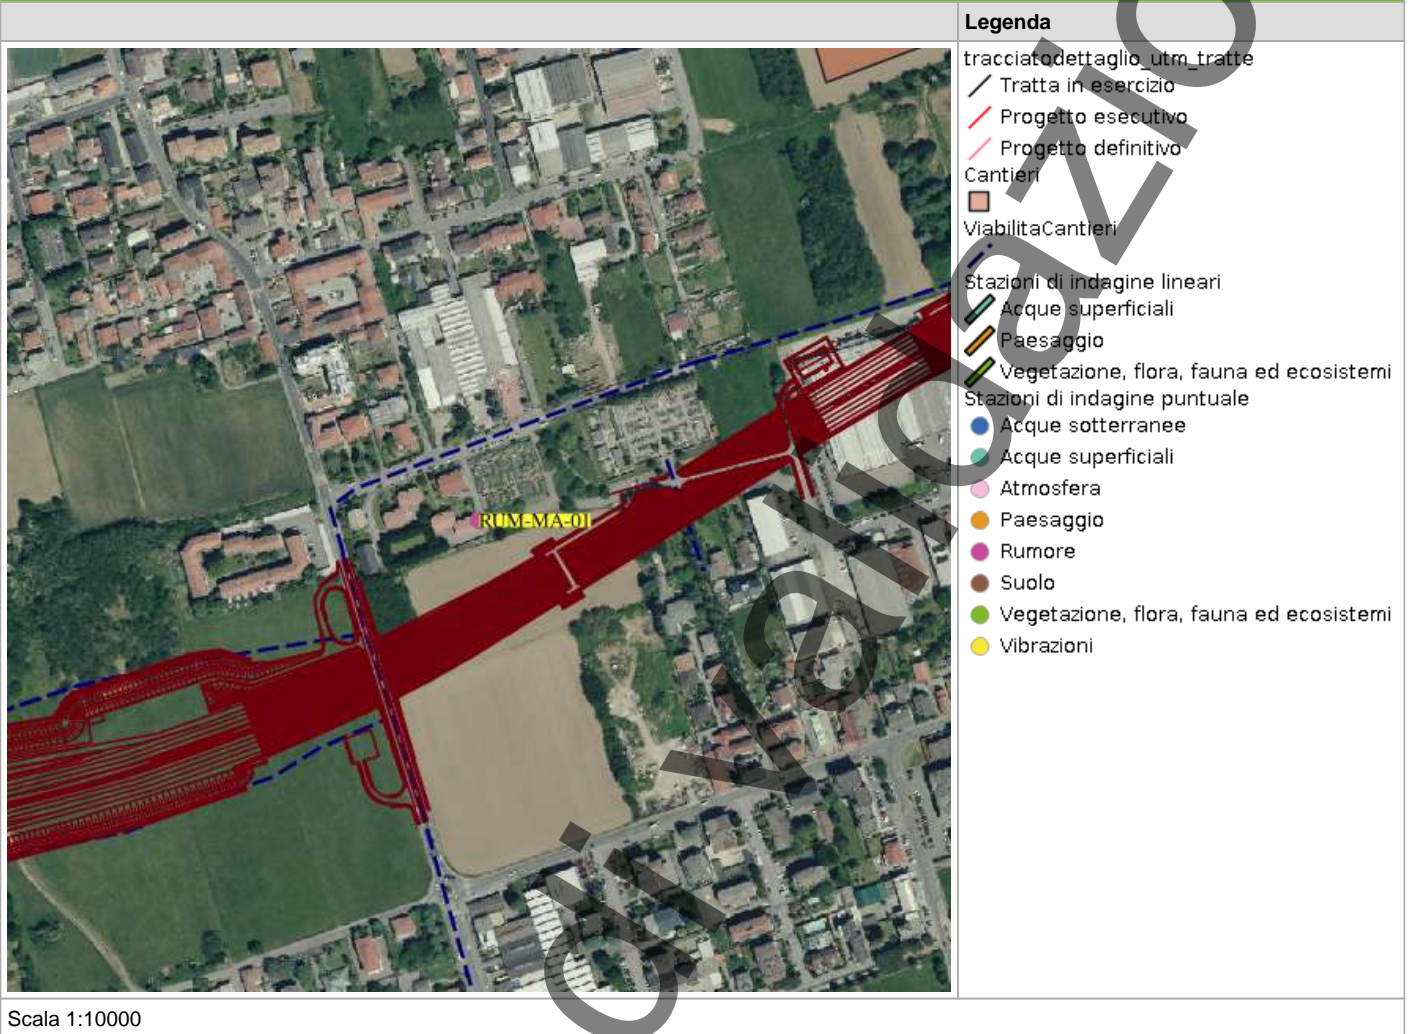 Legenda
tracciatodettaglio_utm_tratte
Tratta in esercizio
Progetto esecutivo
Progetto definitivo
Cantieri
ViabilitaCantieri
Stazioni di indagine lineari
Acque superficiali
Paesaggio
Vegetazione, flora, fauna ed ecosistemi
Stazioni di indagine puntuale
Acque sotterranee
Acque superficiali
Atmosfera
Paesaggio
Rumore
Suolo
Vegetazione, flora, fauna ed ecosistemi
Vibrazioni
RUM-MA-01
Scala 1:10000